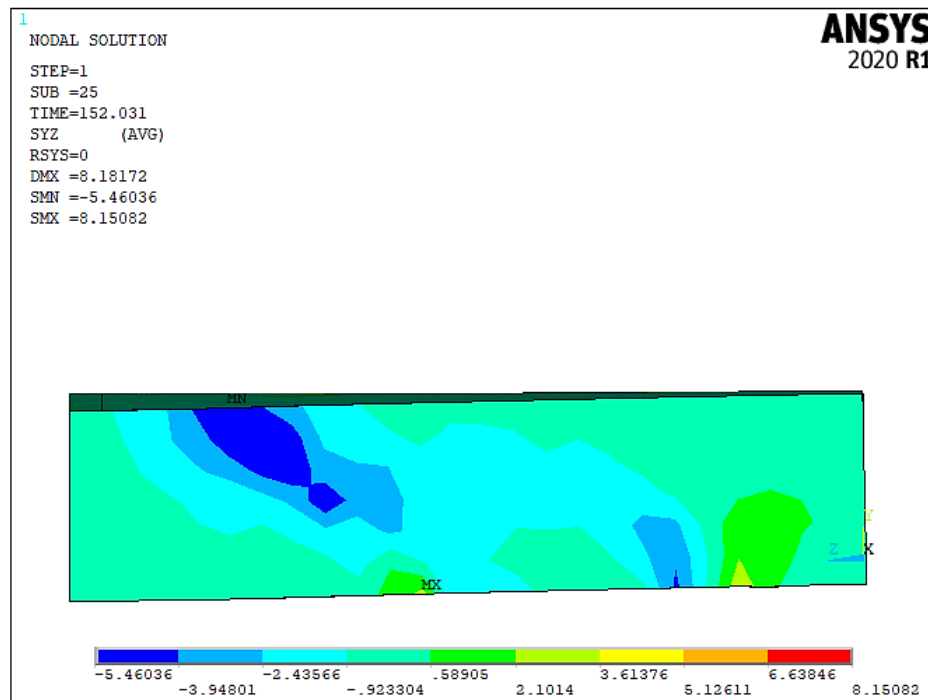 1
NODAL SOLUTION
STEP=1
SUB =25
TIME=152.031
SYZ (AVG)
RSYS=0
DMX =8.18172
SMN =-5.46036
SMX =8.15082
ANSYS
2020 R1
MN
MX
Y
Z X
-5.46036 -2.43566 .58905 3.61376 6.63846
-3.94801 -.923304 2.1014 5.12611 8.15082